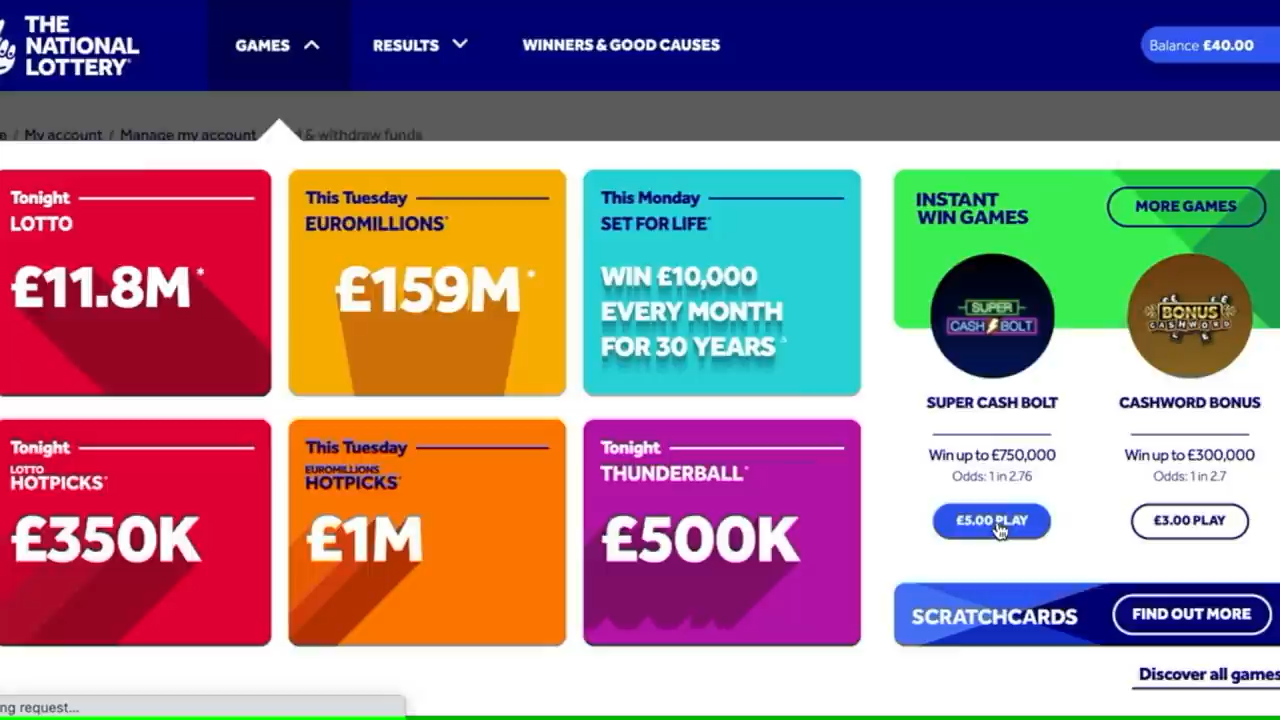 THE
NATIONAL
LOTTERY
GAMES
RESULTS
WINNERS & GOOD CAUSES
Balance £40.00
/ My account / Manage my account & withdraw funds
Tonight
LOTTO
£11.8M*
This Tuesday
EUROMILLIONS
£159M*
This Monday
SET FOR LIFE
WIN £10,000
EVERY MONTH
FOR 30 YEARS
INSTANT
WIN GAMES
MORE GAMES
SUPER
CASH BOLT
BONUS
CASHWORD
SUPER CASH BOLT
CASHWORD BONUS
Win up to £750,000
Win up to £300,000
Odds: 1 in 2.76
Odds: 1 in 2.7
£5.00 PLAY
£3.00 PLAY
Tonight
LOTTO
HOTPICKS
£350K
This Tuesday
EUROMILLIONS
HOTPICKS
£1M
Tonight
THUNDERBALL
£500K
SCRATCHCARDS
FIND OUT MORE
Discover all games
ng request...